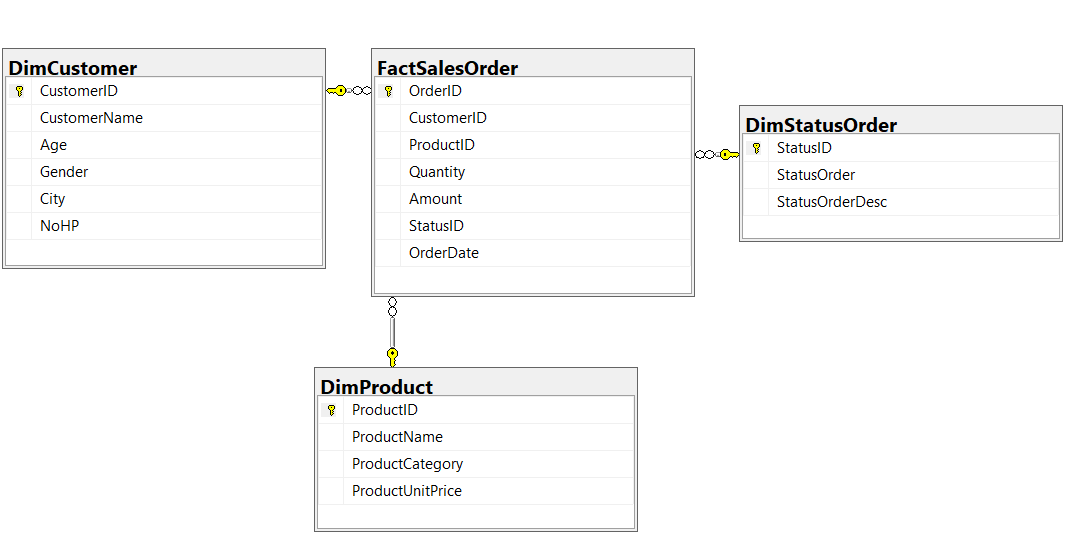 DimCustomer
CustomerID
CustomerName
Age
Gender
City
NoHP
FactSalesOrder
OrderID
CustomerID
ProductID
Quantity
Amount
StatusID
OrderDate
DimStatusOrder
StatusID
StatusOrder
StatusOrderDesc
DimProduct
ProductID
ProductName
ProductCategory
ProductUnitPrice